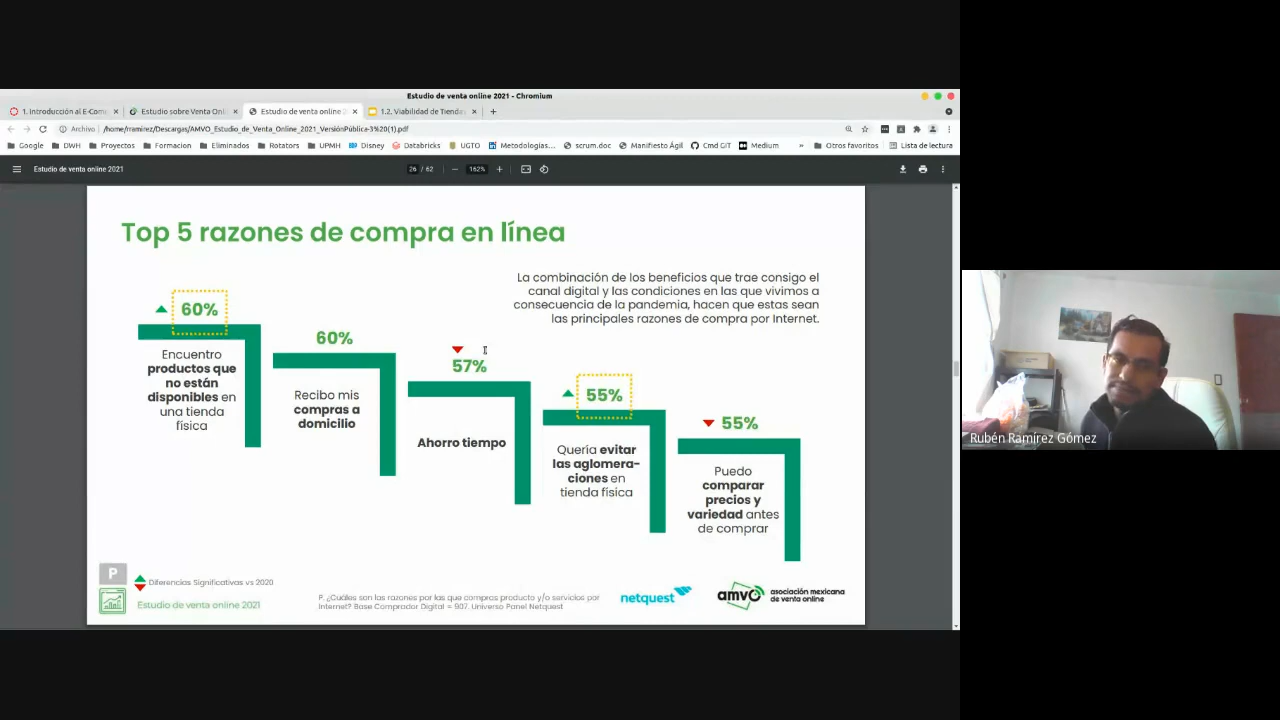 Estudio de venta online 2021 - Chromium
1. Introducción al E-Come
Estudio sobre Venta Onli
Estudio de venta online 2
1.2. Viabilidad de Tiendas
Archivo
/home/rramirez/Descargas/AMVO_Estudio_de_Venta_Online_2021_VersiónPública-3%20(1).pdf
Google
DWH
Proyectos
Formacion
Eliminados
Rotators
UPMH
Disney
Databricks
UGTO
Metodologías...
scrum.doc
Manifiesto Ágil
Cmd GIT
Medium
»
Otros favoritos
Lista de lectura
Estudio de venta online 2021
26 / 62
162%
Top 5 razones de compra en línea
La combinación de los beneficios que trae consigo el
canal digital y las condiciones en las que vivimos a
consecuencia de la pandemia, hacen que estas sean
las principales razones de compra por Internet.
60%
Encuentro
productos que
no están
disponibles en
una tienda
física
60%
Recibo mis
compras a
domicilio
57%
Ahorro tiempo
55%
Quería evitar
las aglomera-
ciones en
tienda física
55%
Puedo
comparar
precios y
variedad antes
de comprar
P
Diferencias Significativas vs 2020
Estudio de venta online 2021
P. ¿Cuáles son las razones por las que compras producto y/o servicios por
Internet? Base Comprador Digital = 907. Universo Panel Netquest
netquest
amvo
asociación mexicana
de venta online
Rubén Ramírez Gómez